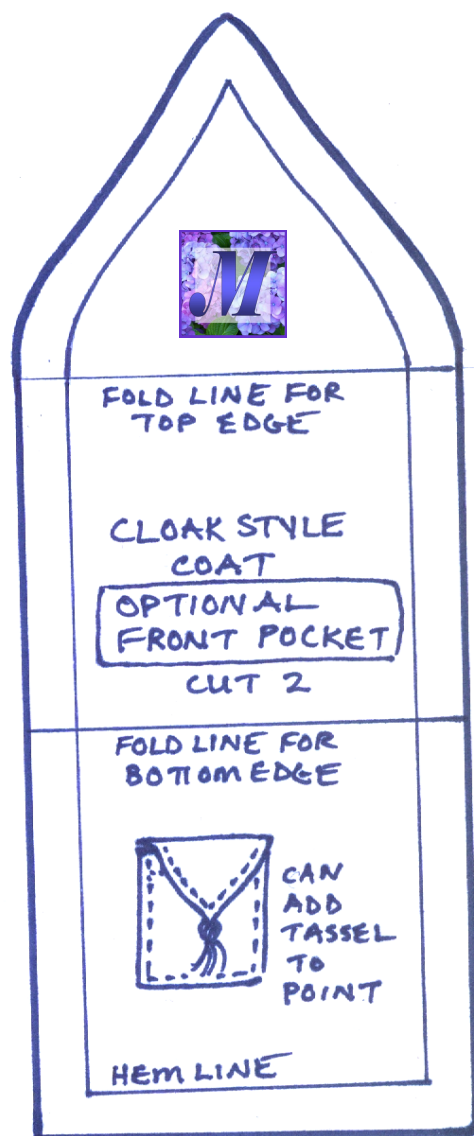 M
FOLD LINE FOR
TOP EDGE
CLOAK STYLE
COAT
OPTIONAL
FRONT POCKET
CUT 2
FOLD LINE FOR
BOTTOM EDGE
CAN
ADD
TASSEL
TO
POINT
HEM LINE